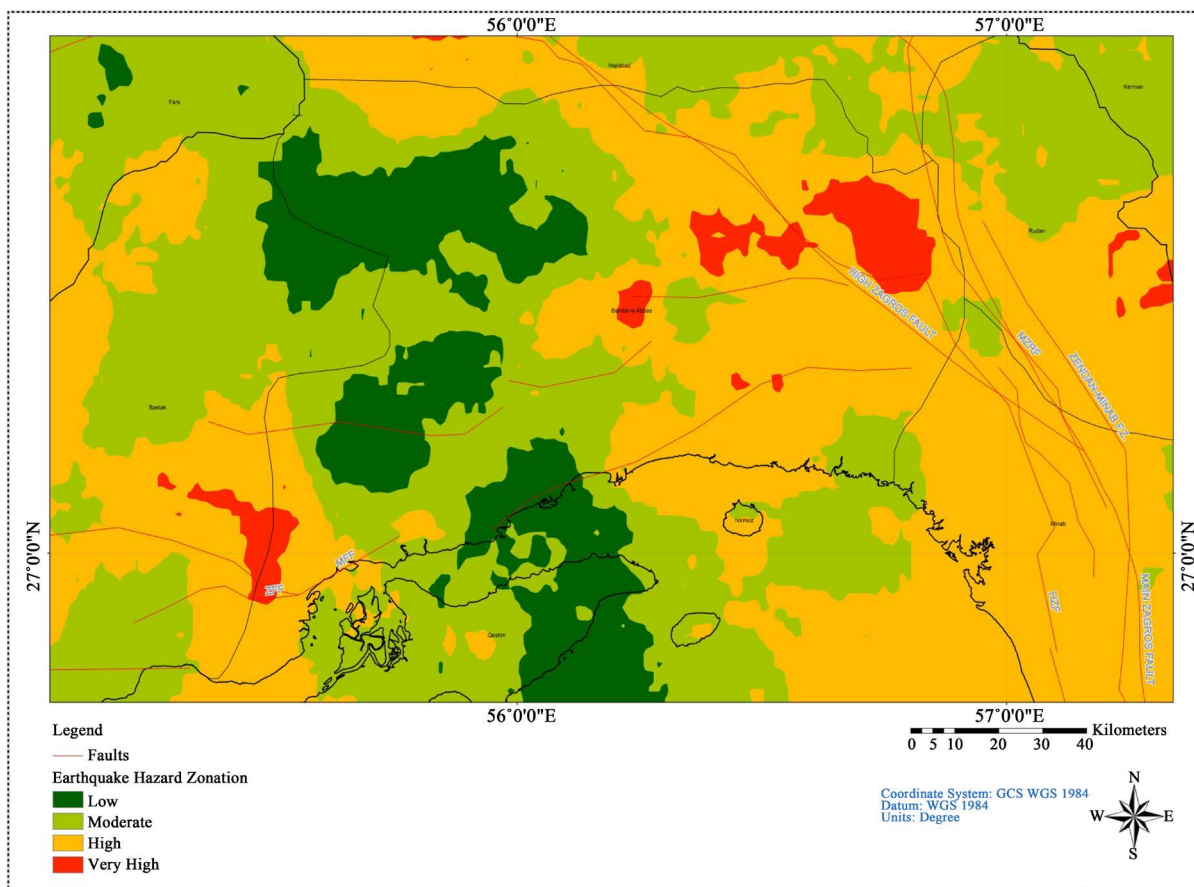 56°0'0"E
57°0'0"E
Hajiabad
Kerman
Fars
Rudan
HIGH ZAGROS FAULT
Bandar-e-Abbas
MZRF
ZENDAN-MINAB F.Z.
Bastak
Hormoz
Minab
27°0'0"N
27°0'0"N
MFF
ZFF
HZF
MAIN ZAGROS FAULT
Qeshm
56°0'0"E
57°0'0"E
Legend
Faults
Earthquake Hazard Zonation
Low
Moderate
High
Very High
Kilometers
0 5 10 20 30 40
Coordinate System: GCS WGS 1984
Datum: WGS 1984
Units: Degree
N
W E
S